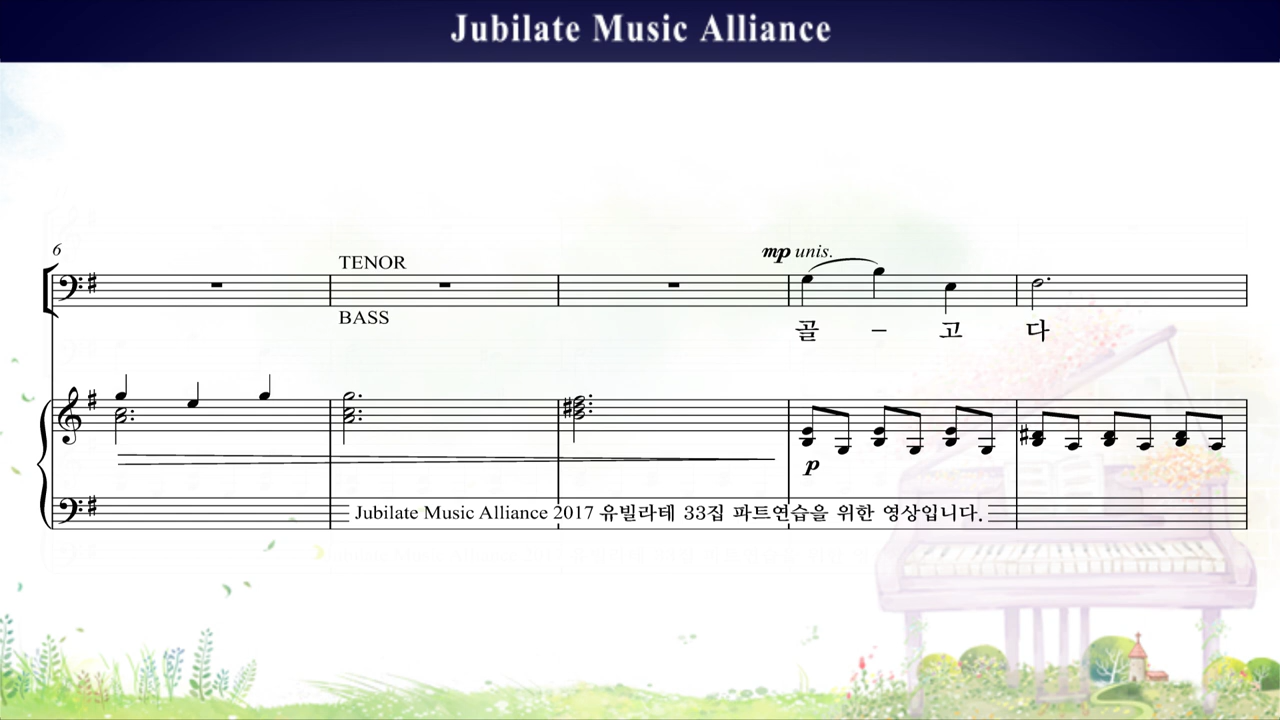 Jubilate Music Alliance
6
TENOR
mp unis.
BASS
골 – 고 다
p
Jubilate Music Alliance 2017 유빌라테 33집 파트연습을 위한 영상입니다.